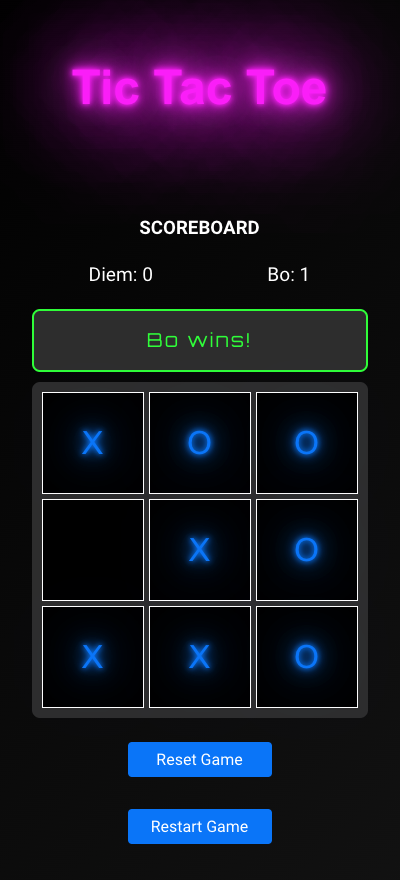 Tic Tac Toe
SCOREBOARD
Diem: 0 Bo: 1
Bo wins!
X O O
X O
X X O
Reset Game
Restart Game